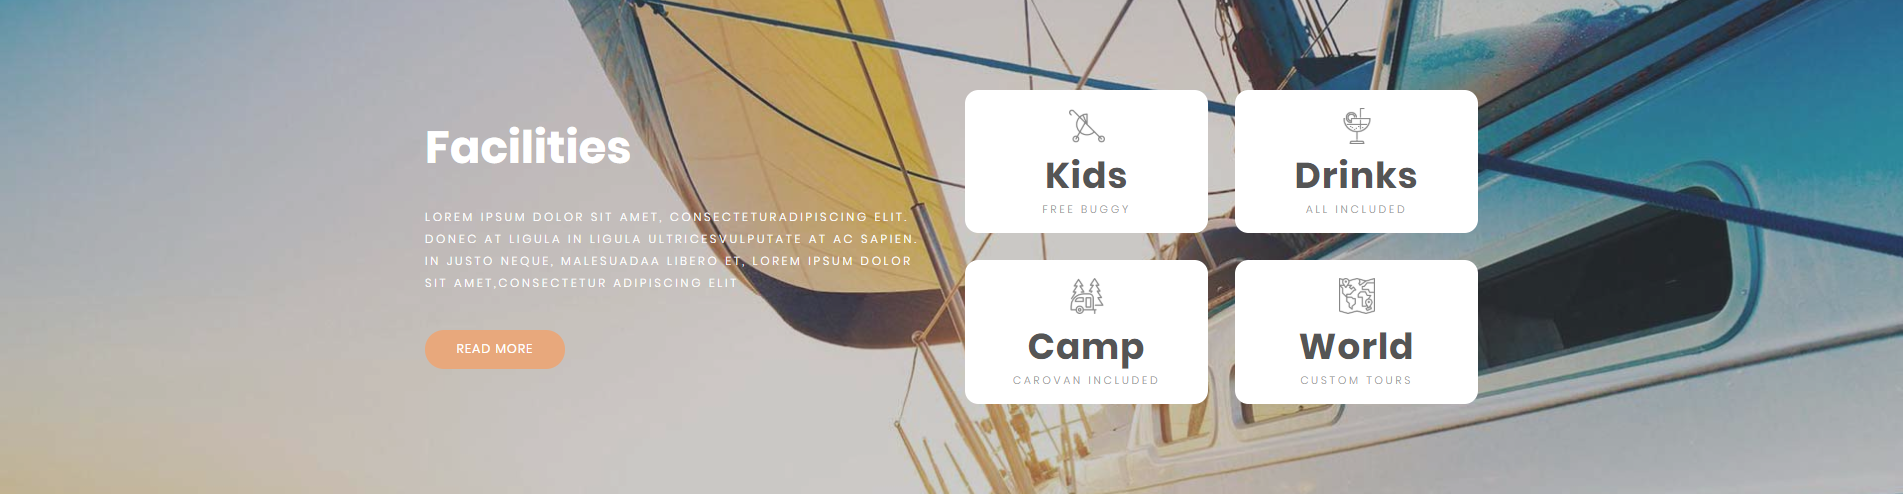 Facilities
LOREM IPSUM DOLOR SIT AMET, CONSECTETURADIPISCING ELIT.
DONEC AT LIGULA IN LIGULA ULTRICESVULPUTATE AT AC SAPIEN.
IN JUSTO NEQUE, MALESUADAA LIBERO ET, LOREM IPSUM DOLOR
SIT AMET,CONSECTETUR ADIPISCING ELIT
READ MORE
Kids
FREE BUGGY
Drinks
ALL INCLUDED
Camp
CAROVAN INCLUDED
World
CUSTOM TOURS